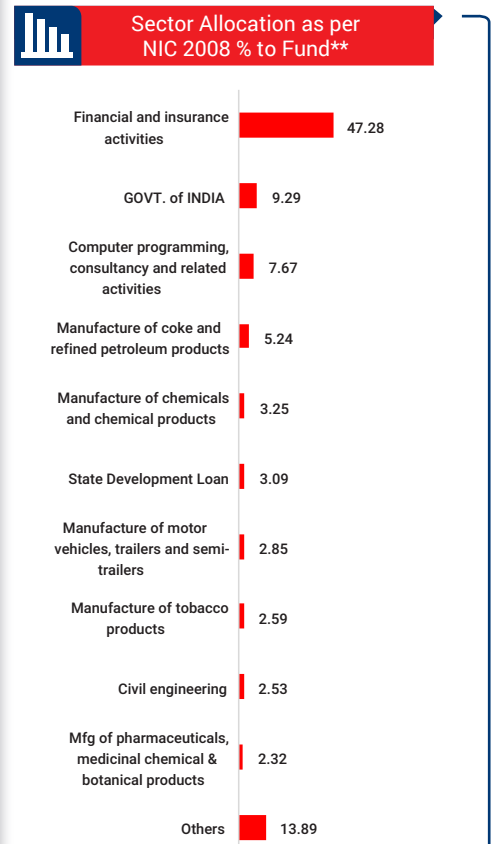 Sector Allocation as per
NIC 2008 % to Fund**
Financial and insurance
activities
47.28
GOVT. of INDIA
9.29
Computer programming,
consultancy and related
activities
7.67
Manufacture of coke and
refined petroleum products
5.24
Manufacture of chemicals
and chemical products
3.25
State Development Loan
3.09
Manufacture of motor
vehicles, trailers and semi-
trailers
2.85
Manufacture of tobacco
products
2.59
Civil engineering
2.53
Mfg of pharmaceuticals,
medicinal chemical &
botanical products
2.32
Others
13.89